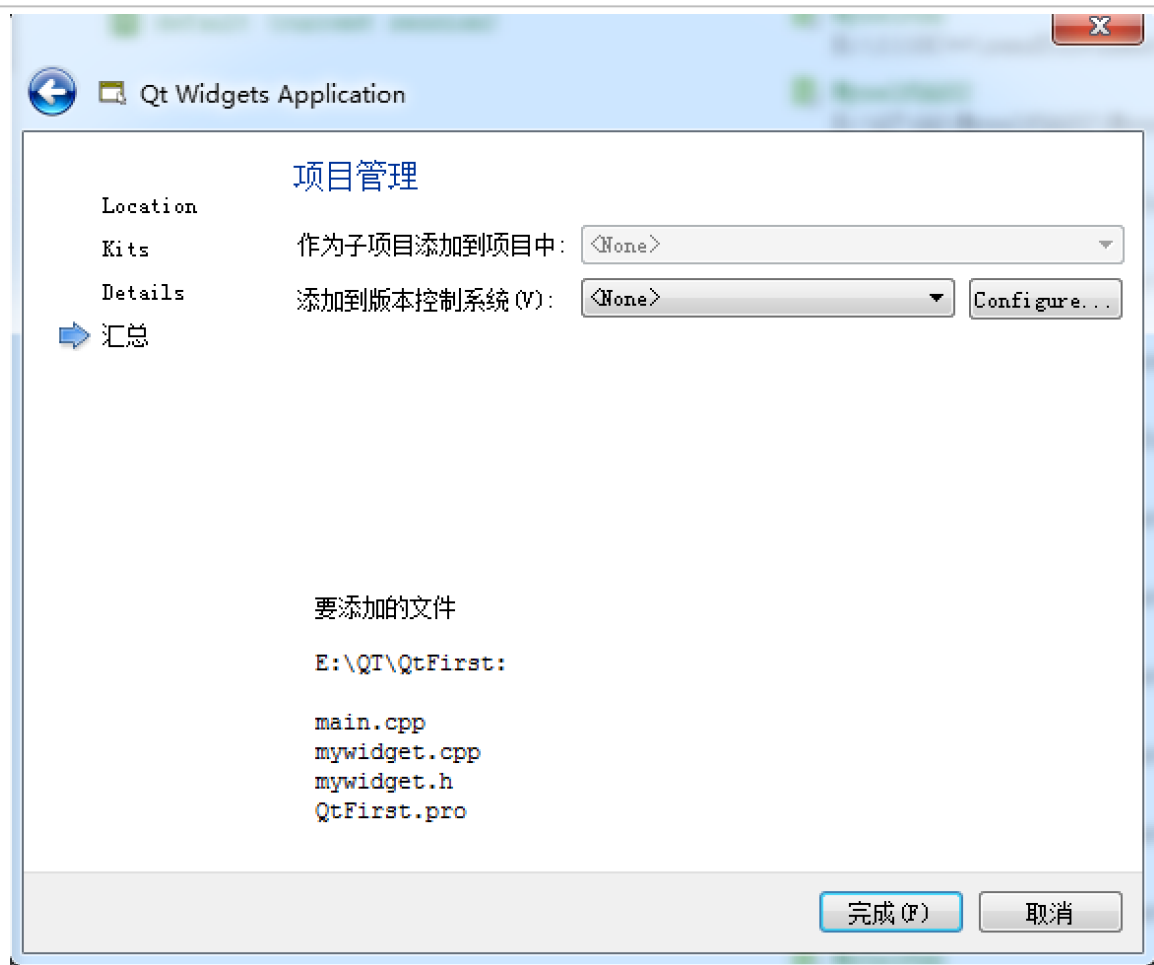 Qt Widgets Application
项目管理
Location
Kits
Details
汇总
作为子项目添加到项目中: <None>
添加到版本控制系统(V): <None> Configure...
要添加的文件
E:\QT\QtFirst:
main.cpp
mywidget.cpp
mywidget.h
QtFirst.pro
完成(F) 取消